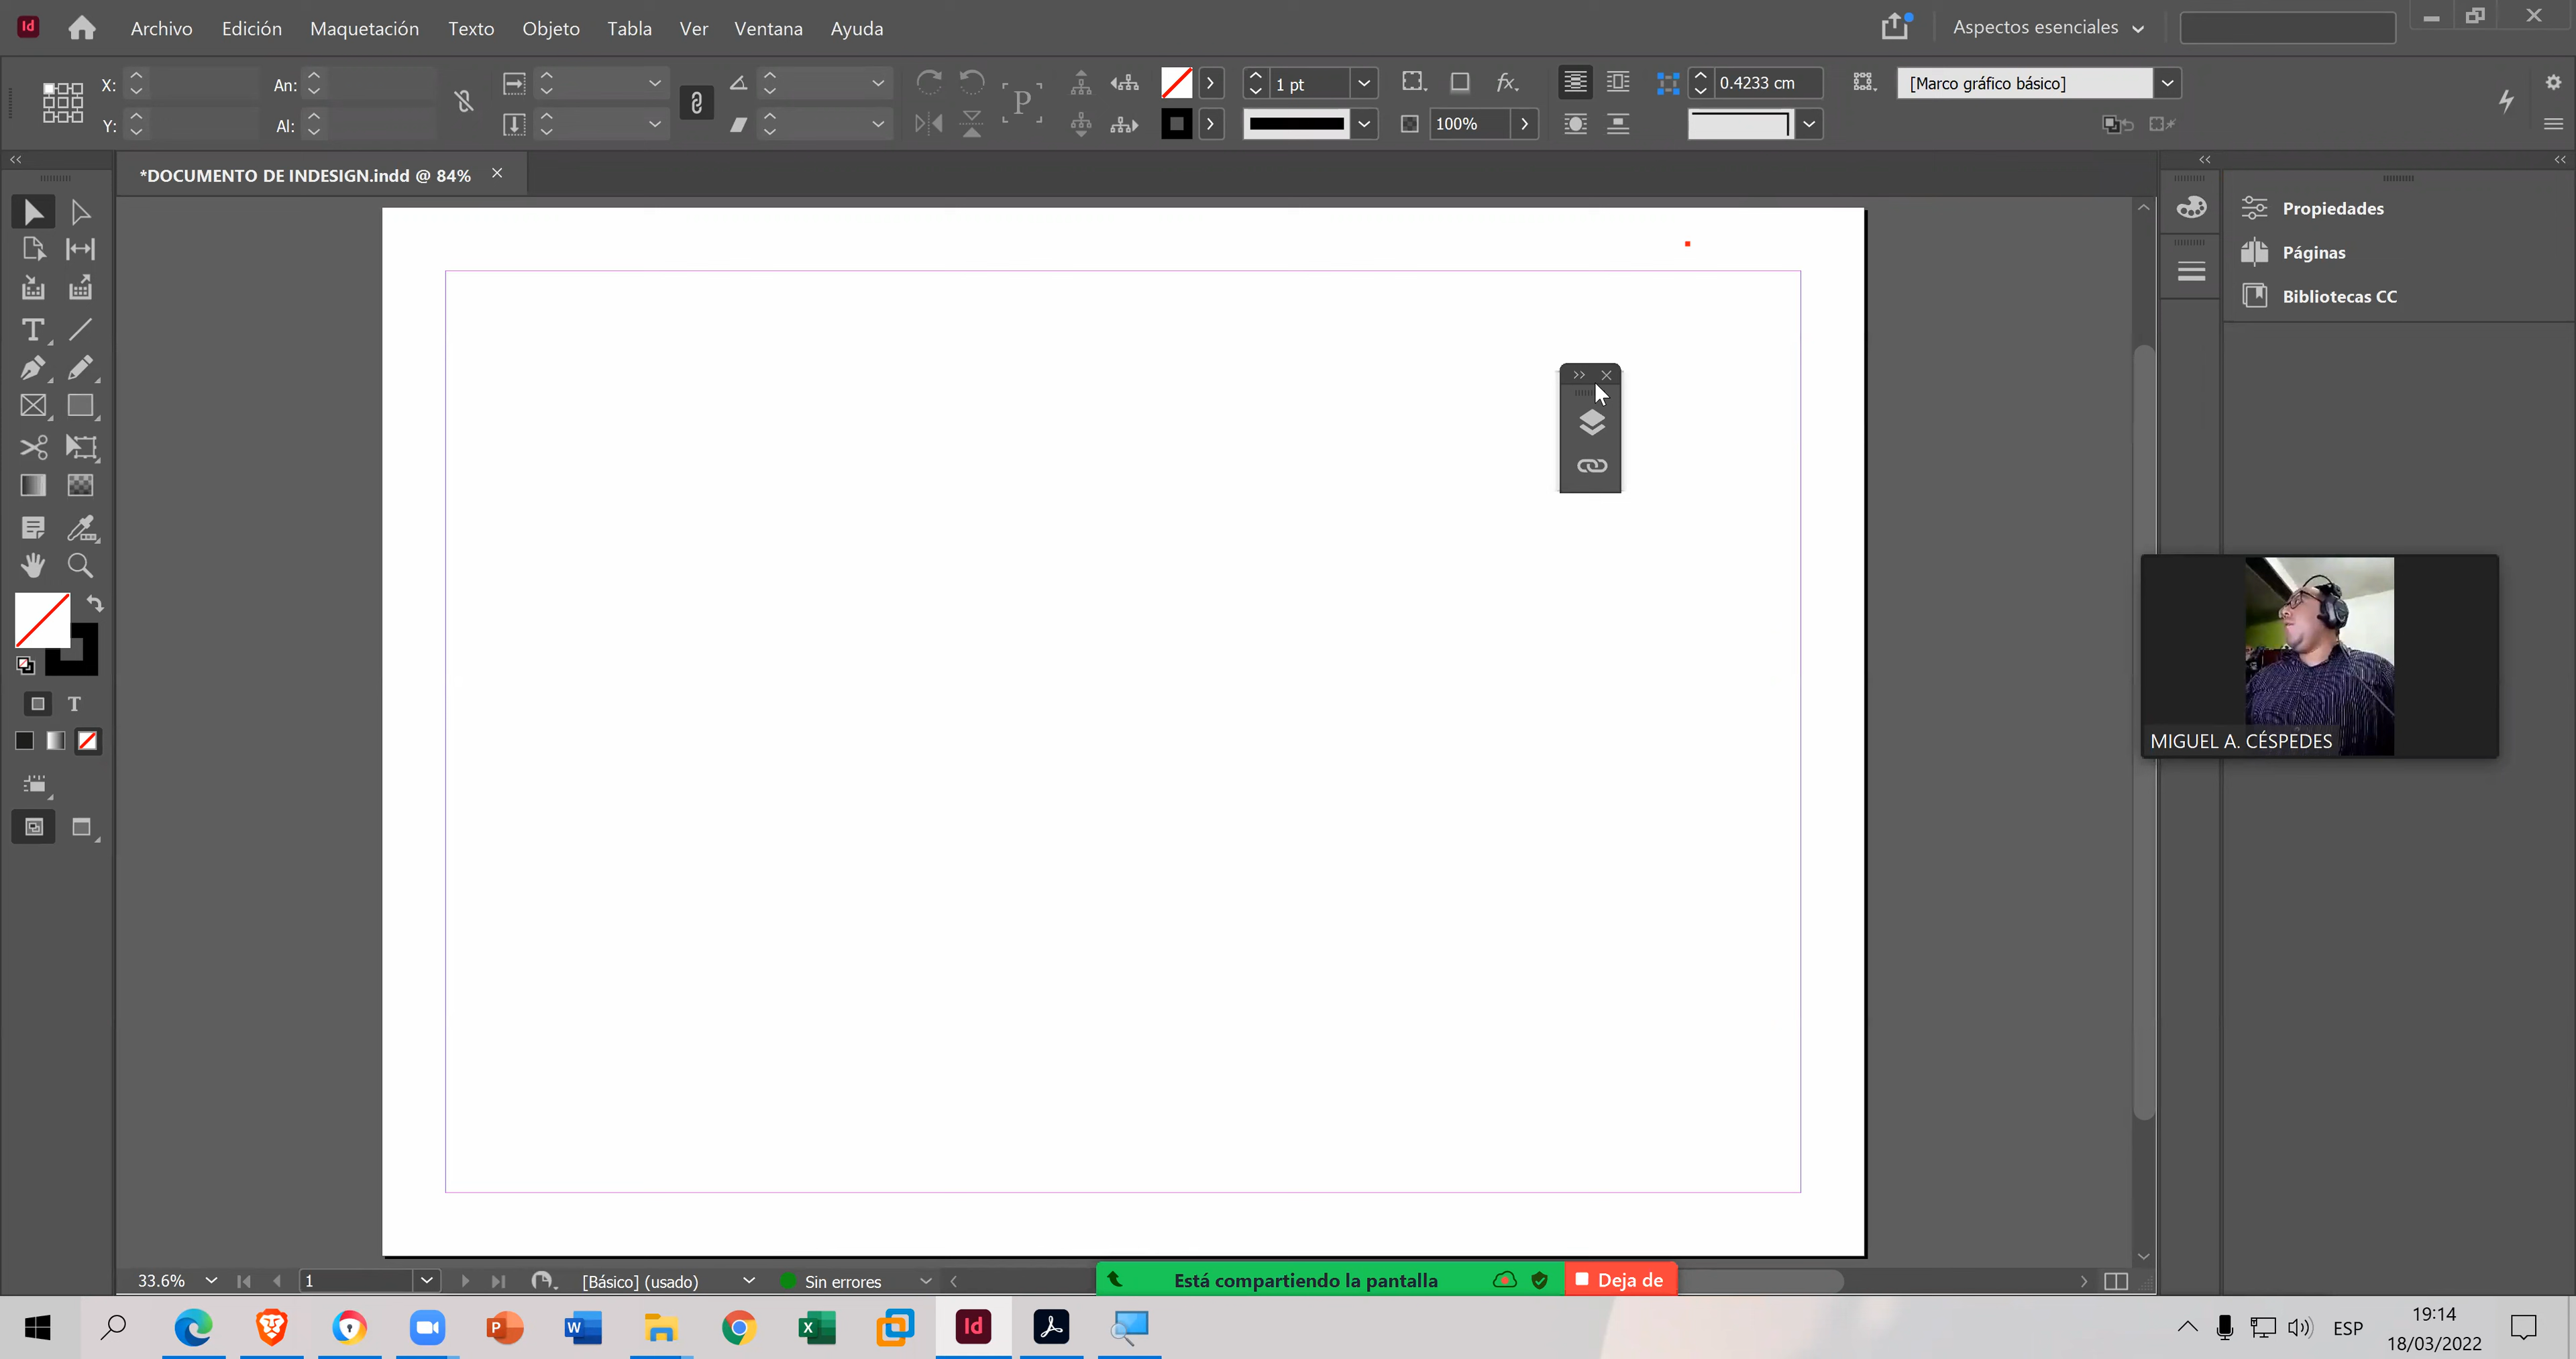 Id Archivo Edición Maquetación Texto Objeto Tabla Ver Ventana Ayuda Aspectos esenciales
X: An: 1 pt fx. 0.4233 cm [Marco gráfico básico]
Y: Al: P 100%
*DOCUMENTO DE INDESIGN.indd @ 84%
Propiedades
Páginas
Bibliotecas CC
MIGUEL A. CÉSPEDES
33.6% 1 [Básico] (usado) Sin errores Está compartiendo la pantalla Deja de
ESP 19:14
18/03/2022